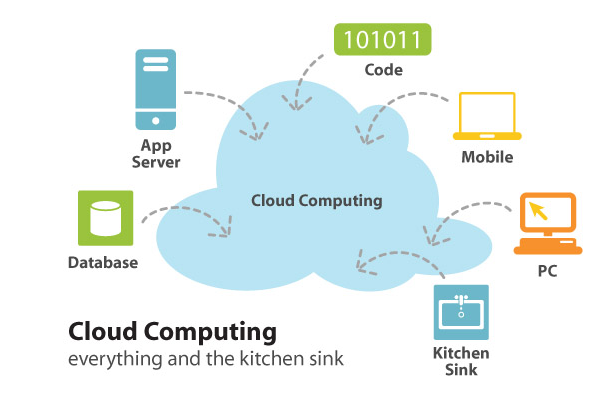 101011
Code
App
Server
Mobile
Cloud Computing
Database
PC
Cloud Computing
everything and the kitchen sink
Kitchen
Sink